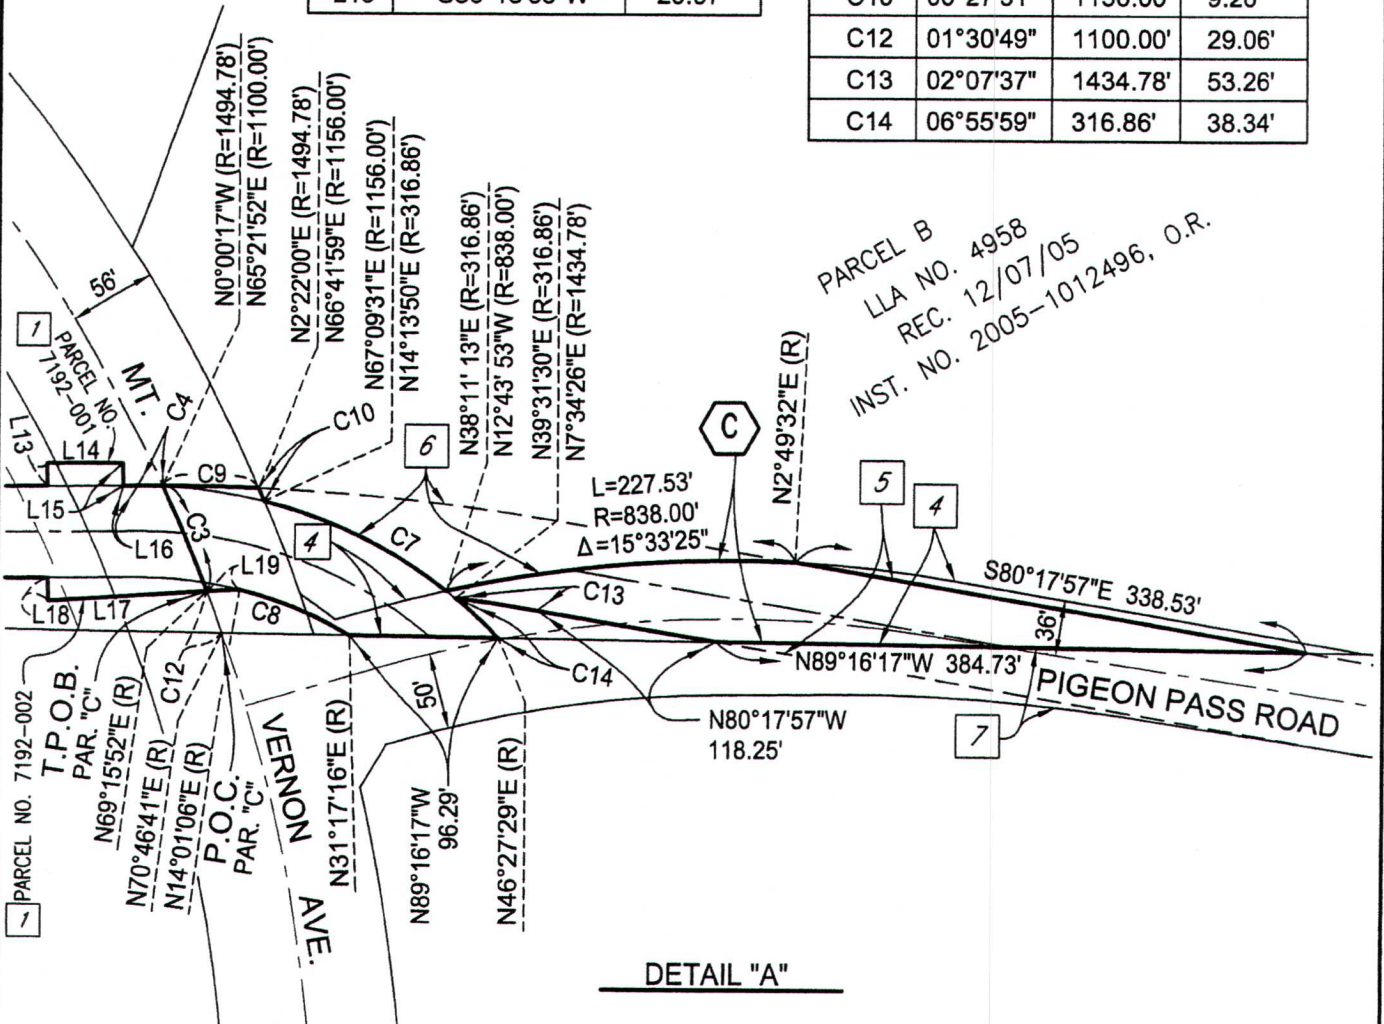 C12 01°30'49" 1100.00' 29.06'
C13 02°07'37" 1434.78' 53.26'
C14 06°55'59" 316.86' 38.34'
N0°00'17"W (R=1494.78')
N65°21'52"E (R=1100.00')
N2°22'00"E (R=1494.78')
N66°41'59"E (R=1156.00')
N67°09'31"E (R=1156.00')
N14°13'50"E (R=316.86')
N38°11' 13"E (R=316.86')
N12°43' 53"W (R=838.00')
N39°31'30"E (R=316.86')
N7°34'26"E (R=1434.78')
PARCEL B
LLA NO. 4958
REC. 12/07/05
INST. NO. 2005-1012496, O.R.
56'
1
PARCEL NO.
7192-001
MT.
C4
L13
L14
C9
C10
6
C
N2°49'32"E (R)
5
4
L=227.53'
R=838.00'
Δ=15°33'25"
L15
L16
C3
4
C7
L19
S80°17'57"E 338.53'
C13
36'
L18
L17
C8
C14
N89°16'17"W 384.73'
PIGEON PASS ROAD
50'
N80°17'57"W
118.25'
7
PARCEL NO. 7192-002
1
T.P.O.B.
PAR. "C"
N69°15'52"E (R)
C12
N70°46'41"E (R)
N14°01'06"E (R)
P.O.C.
PAR. "C"
VERNON
AVE.
N31°17'16"E (R)
N89°16'17"W
96.29'
N46°27'29"E (R)
DETAIL "A"